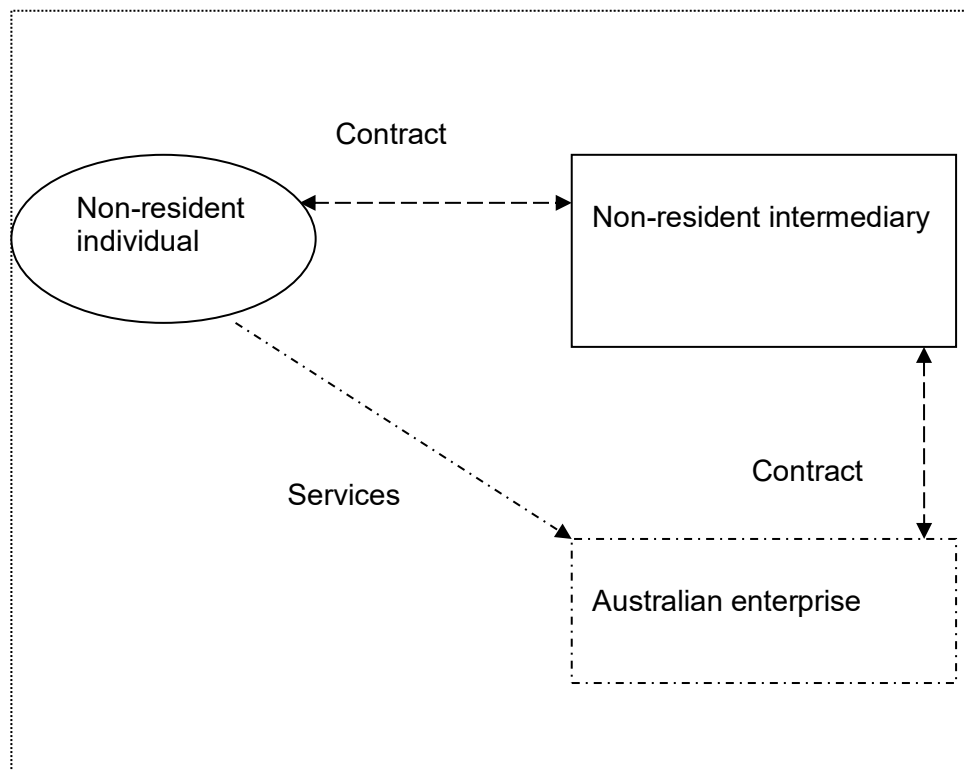 Contract
Non-resident
individual
Non-resident intermediary
Contract
Services
Australian enterprise